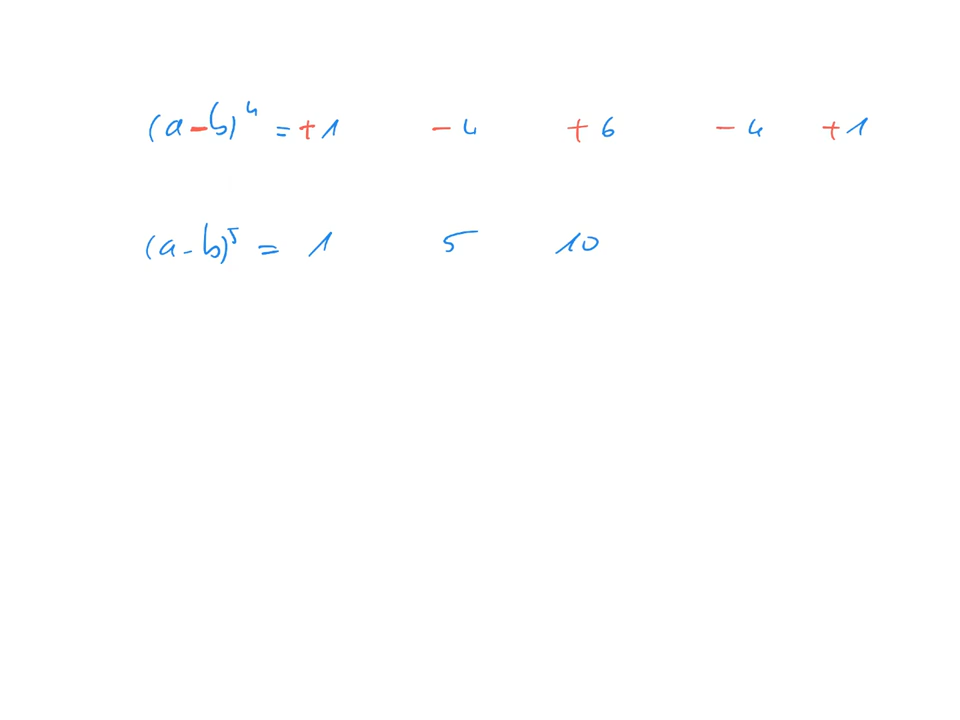 (a-b)⁴ = +1 -4 +6 -4 +1
(a-b)⁵ = 1 5 10